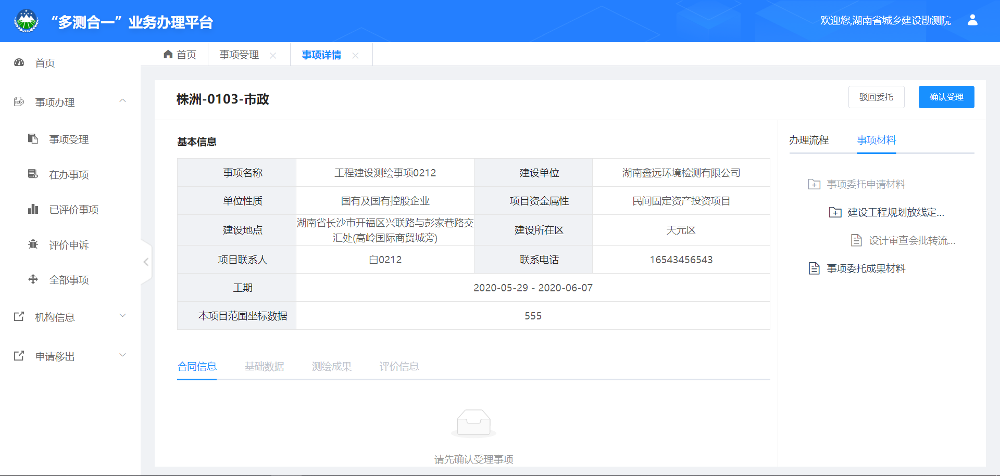 “多测合一”业务办理平台
欢迎您,湖南省城乡建设勘测院
首页
事项办理
事项受理
在办事项
已评价事项
评价申诉
全部事项
机构信息
申请移出
首页 事项受理 事项详情
株洲-0103-市政
驳回委托 确认受理
基本信息
事项名称 工程建设测绘事项0212 建设单位 湖南鑫远环境检测有限公司
单位性质 国有及国有控股企业 项目资金属性 民间固定资产投资项目
建设地点 湖南省长沙市开福区兴联路与彭家巷路交
汇处(高岭国际商贸城旁) 建设所在区 天元区
项目联系人 白0212 联系电话 16543456543
工期 2020-05-29 - 2020-06-07
本项目范围坐标数据 555
合同信息 基础数据 测绘成果 评价信息
请先确认受理事项
办理流程 事项材料
事项委托申请材料
建设工程规划放线定...
设计审查会批转流...
事项委托成果材料